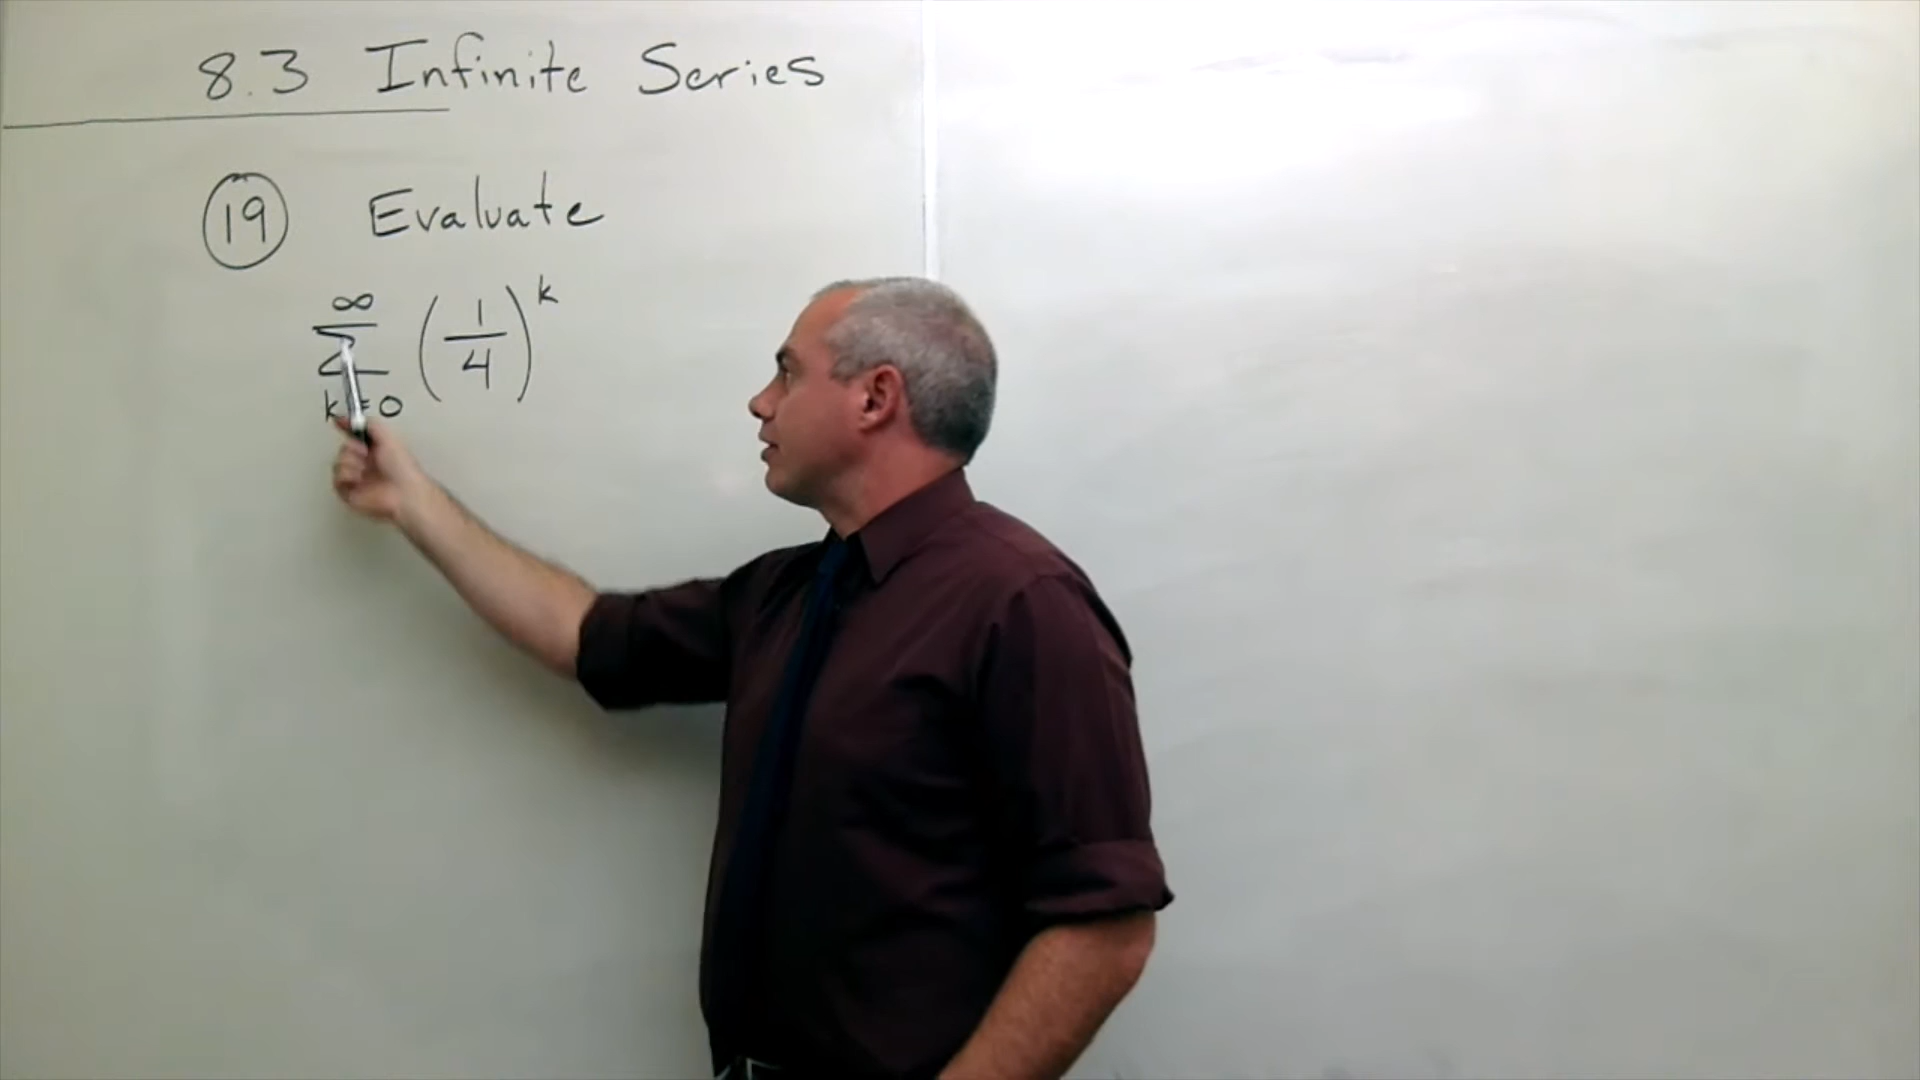 8.3 Infinite Series
19 Evaluate
∞
∑ (1/4)^k
k=0